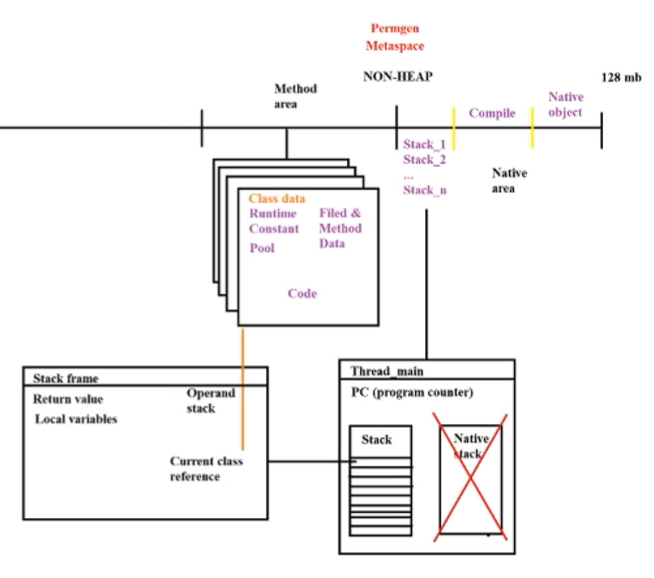 Permgen
Metaspace
NON-HEAP
128 mb
Method
area
Compile
Native
object
Stack_1
Stack_2
...
Stack_n
Native
area
Class data
Runtime
Constant
Pool
Filed &
Method
Data
Code
Stack frame
Return value
Local variables
Operand
stack
Current class
reference
Thread_main
PC (program counter)
Stack
Native
stack